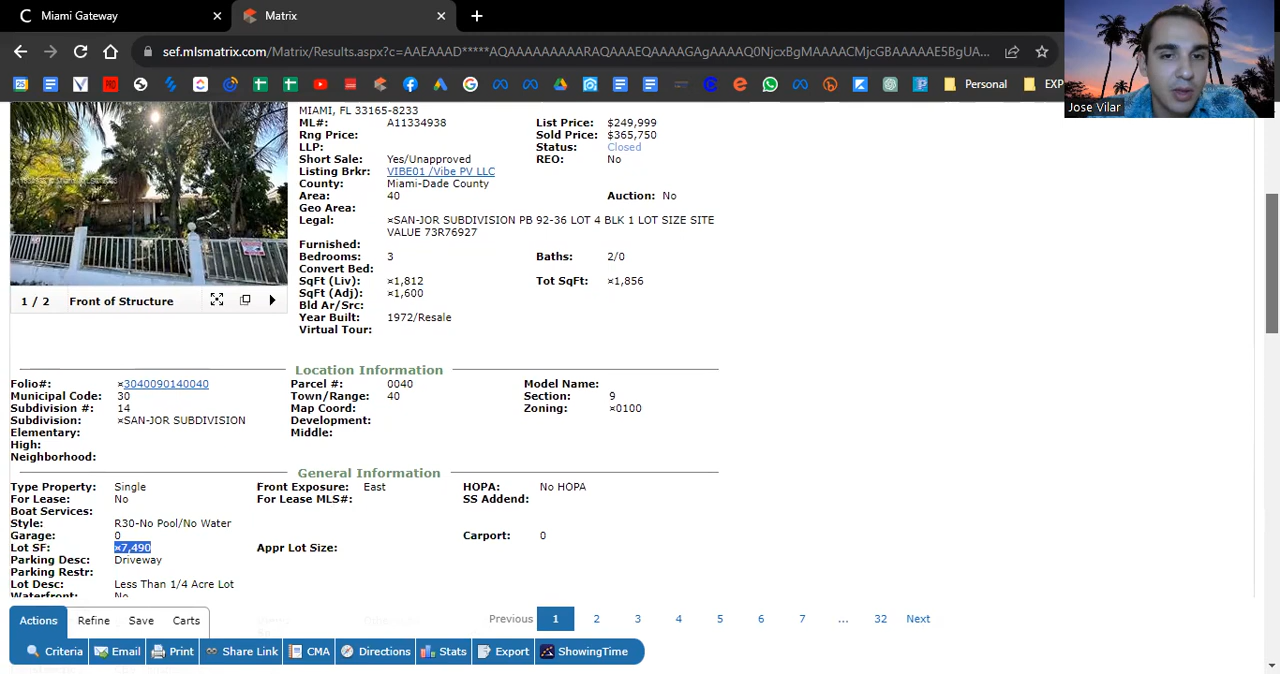 Miami Gateway
Matrix
sef.mlsmatrix.com/Matrix/Results.aspx?c=AAEAAAD*****AQAAAAAAAAARAQAAAEQAAAAGAgAAAAQ0NjcxBgMAAAACMjcGBAAAAAE5BgUA...
Personal
EXP
Jose Vilar
MIAMI, FL 33165-8233
ML#: A11334938 List Price: $249,999
Rng Price: Sold Price: $365,750
LLP: Status: Closed
Short Sale: Yes/Unapproved REO: No
Listing Brkr: VIBE01 /Vibe PV LLC
County: Miami-Dade County
Area: 40 Auction: No
Geo Area:
Legal: ¤SAN-JOR SUBDIVISION PB 92-36 LOT 4 BLK 1 LOT SIZE SITE
VALUE 73R76927
Furnished:
Bedrooms: 3 Baths: 2/0
Convert Bed:
SqFt (Liv): ¤1,812 Tot SqFt: ¤1,856
SqFt (Adj): ¤1,600
Bld Ar/Src:
Year Built: 1972/Resale
Virtual Tour:
1 / 2 Front of Structure
Location Information
Folio#: ¤3040090140040 Parcel #: 0040 Model Name:
Municipal Code: 30 Town/Range: 40 Section: 9
Subdivision #: 14 Map Coord: Zoning: ¤0100
Subdivision: ¤SAN-JOR SUBDIVISION Development:
Elementary: Middle:
High:
Neighborhood:
General Information
Type Property: Single Front Exposure: East HOPA: No HOPA
For Lease: No For Lease MLS#: SS Addend:
Boat Services:
Style: R30-No Pool/No Water
Garage: 0 Carport: 0
Lot SF: ¤7,490 Appr Lot Size:
Parking Desc: Driveway
Parking Restr:
Lot Desc: Less Than 1/4 Acre Lot
Waterfront: No
Actions Refine Save Carts Previous 1 2 3 4 5 6 7 ... 32 Next
Criteria Email Print Share Link CMA Directions Stats Export ShowingTime